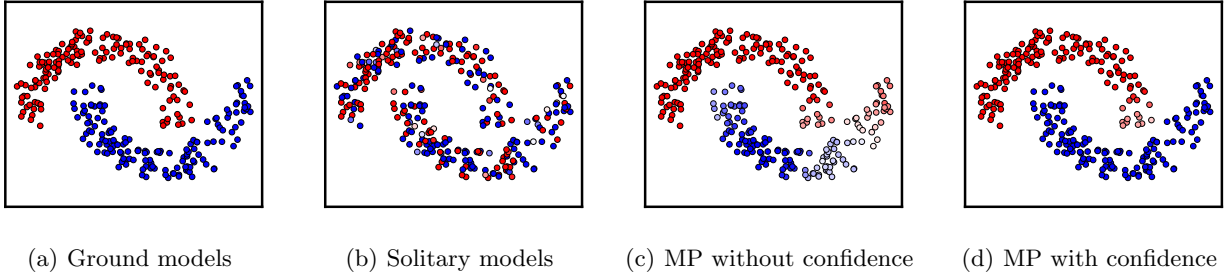 (a) Ground models
(b) Solitary models
(c) MP without confidence
(d) MP with confidence